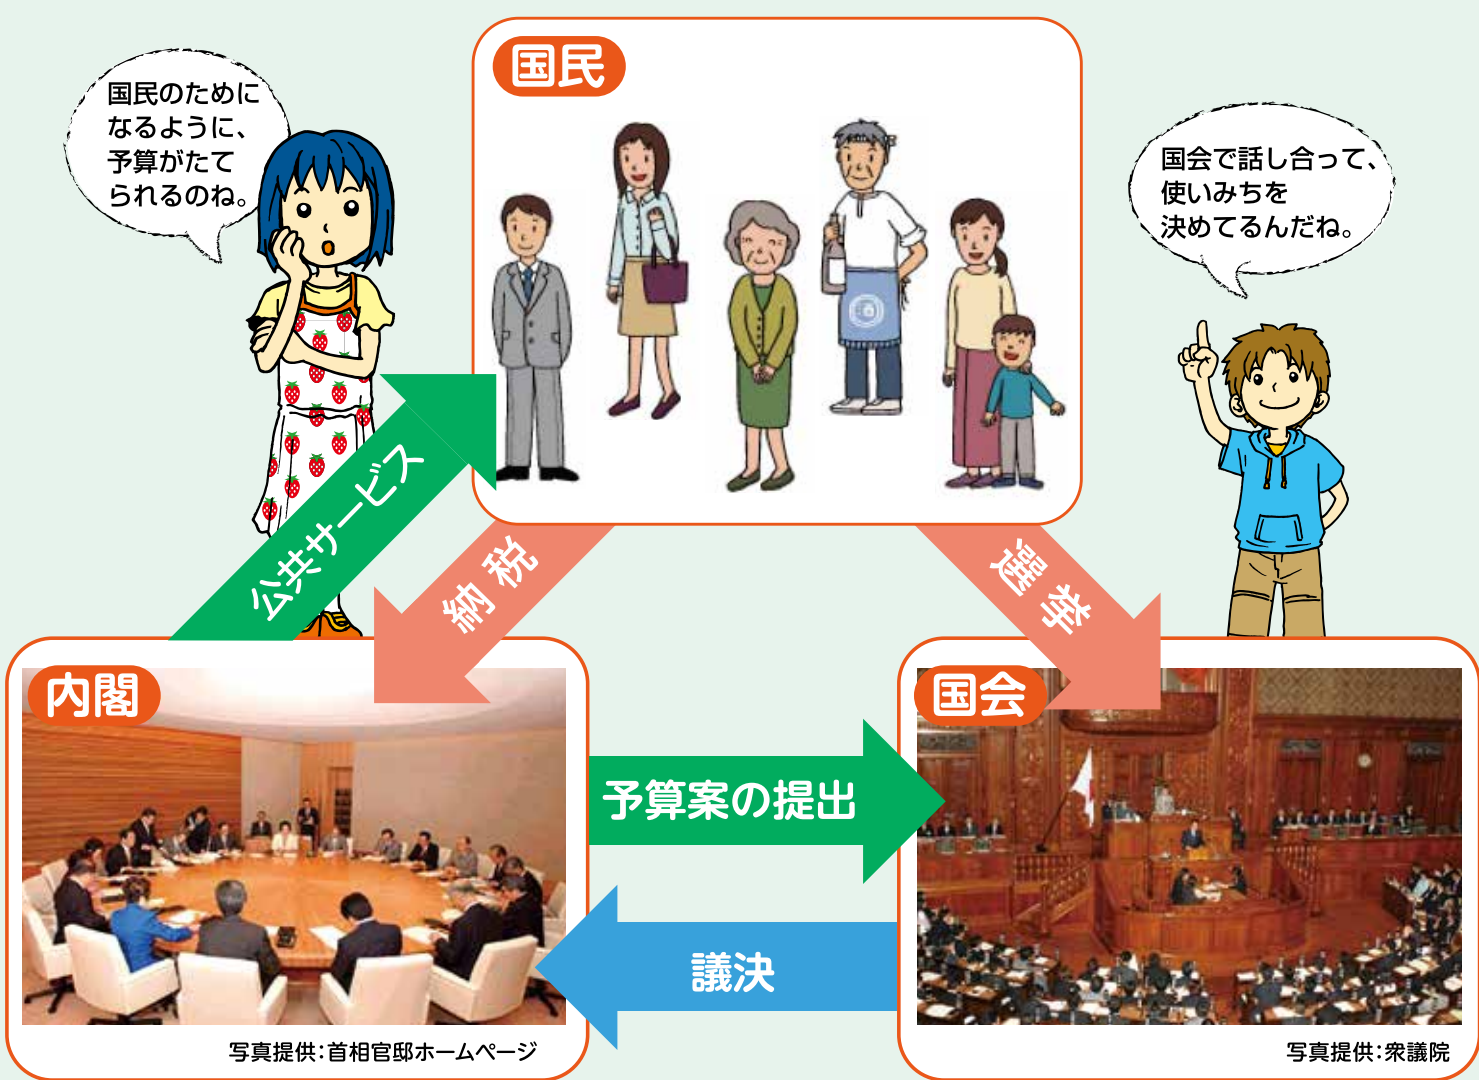 国民
国民のために
なるように、
予算がたて
られるのね。
国会で話し合って、
使いみちを
決めてるんだね。
公共サービス
納税
選挙
内閣
国会
予算案の提出
議決
写真提供：首相官邸ホームページ
写真提供：衆議院